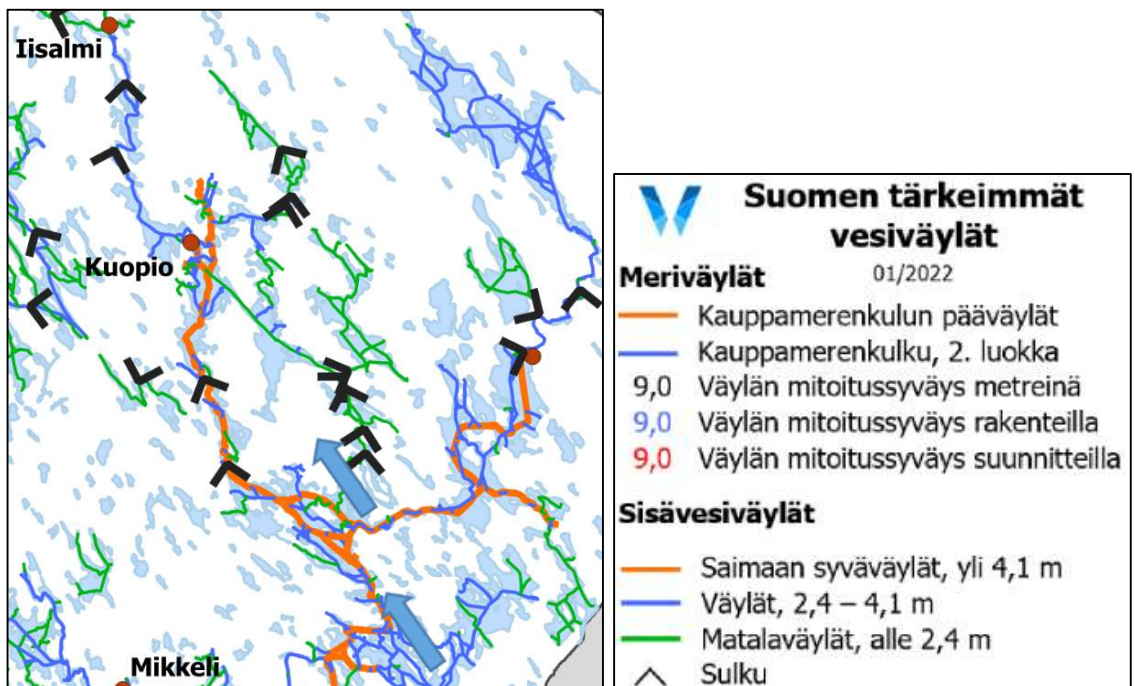 Iisalmi
Kuopio
Mikkeli
Suomen tärkeimmät
vesiväylät
01/2022
Meriväylät
Kauppamerenkulun pääväylät
Kauppamerenkulku, 2. luokka
9,0 Väylän mitoitussyväys metreinä
9,0 Väylän mitoitussyväys rakenteilla
9,0 Väylän mitoitussyväys suunnitteilla
Sisävesiväylät
Saimaan syväväylät, yli 4,1 m
Väylät, 2,4 – 4,1 m
Matalaväylät, alle 2,4 m
Sulku